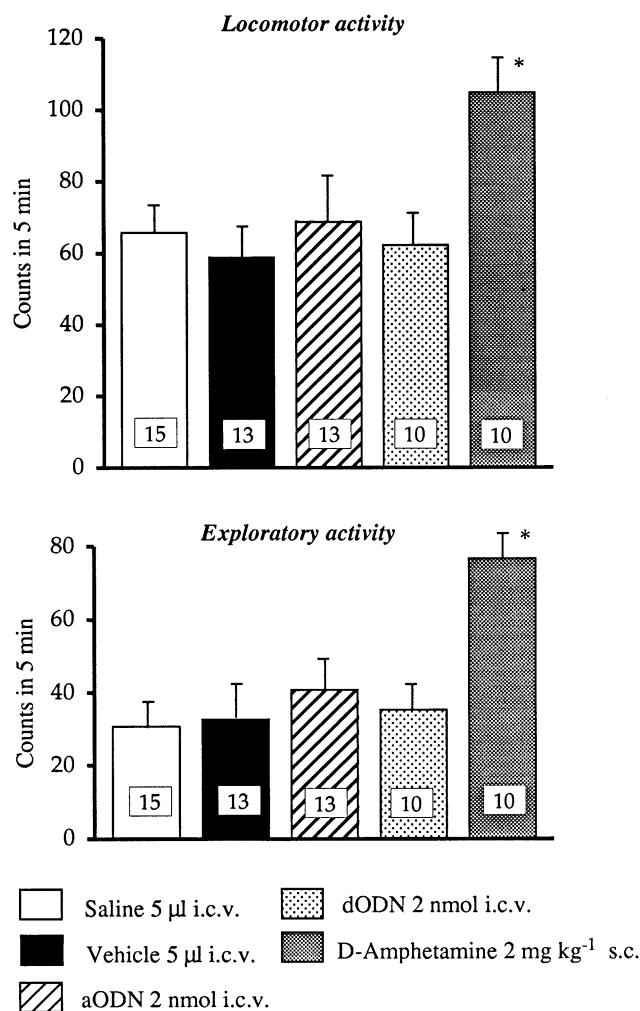 Locomotor activity
120
100
80
60
40
20
0
Counts in 5 min
*
15 13 13 10 10
Exploratory activity
80
60
40
20
0
Counts in 5 min
*
15 13 13 10 10
Saline 5 µl i.c.v.
Vehicle 5 µl i.c.v.
aODN 2 nmol i.c.v.
dODN 2 nmol i.c.v.
D-Amphetamine 2 mg kg⁻¹ s.c.